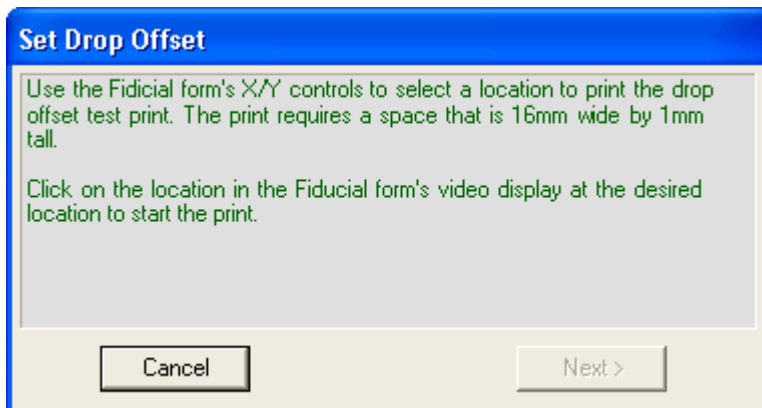 Set Drop Offset
Use the Fidicial form's X/Y controls to select a location to print the drop
offset test print. The print requires a space that is 16mm wide by 1mm
tall.
Click on the location in the Fiducial form's video display at the desired
location to start the print.
Cancel
Next >